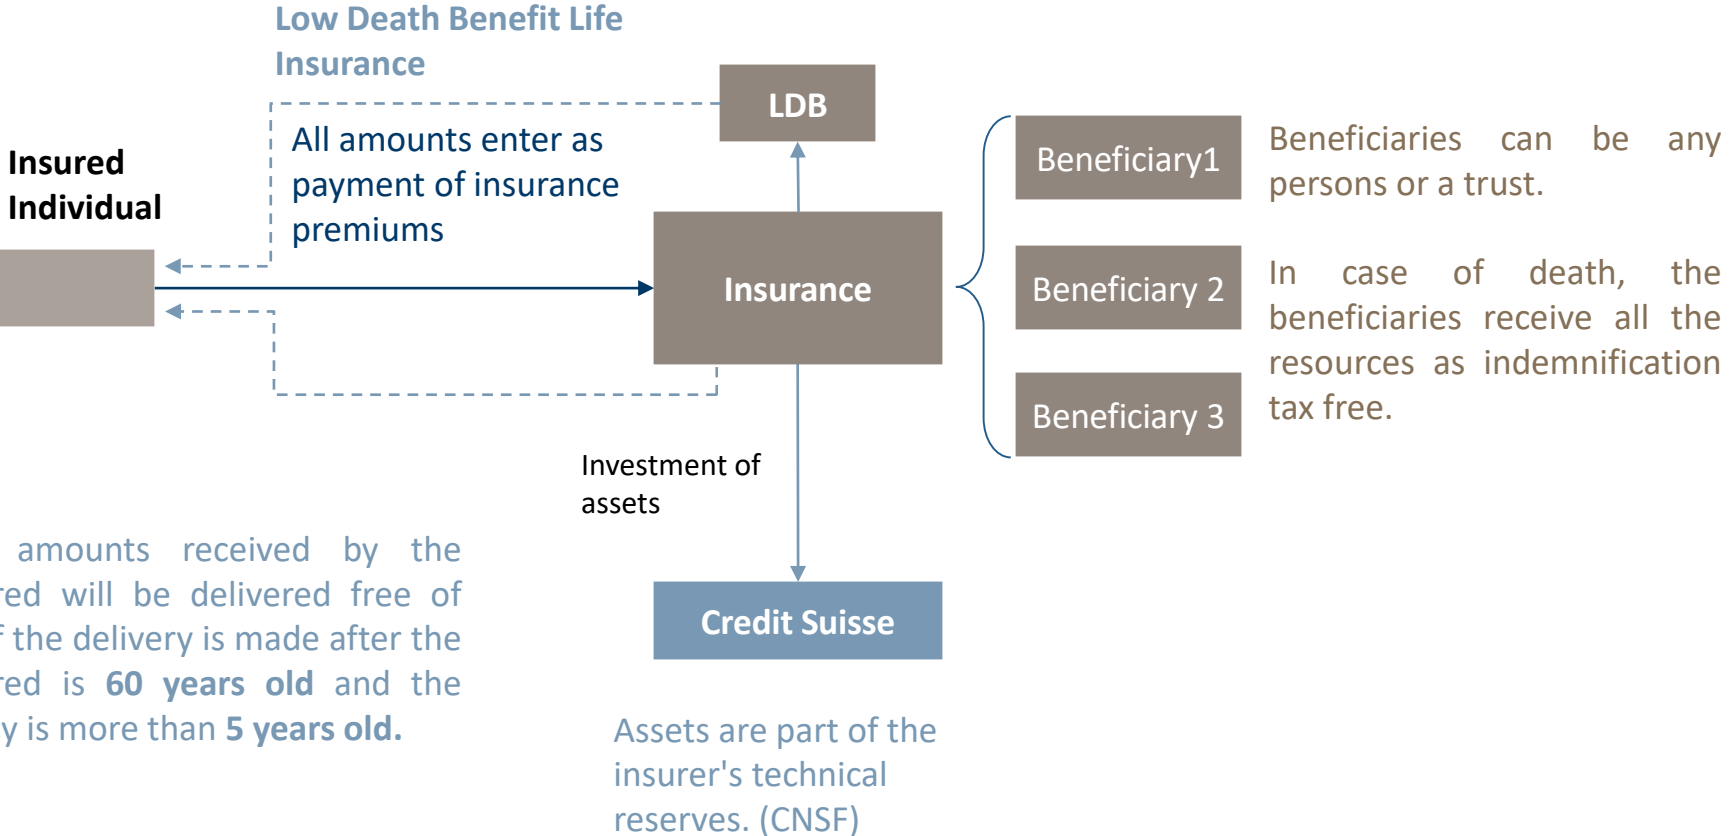 Low Death Benefit Life
Insurance
LDB
All amounts enter as
payment of insurance
premiums
Insured
Individual
Insurance
Beneficiary1
Beneficiary 2
Beneficiary 3
Beneficiaries can be any
persons or a trust.
In case of death, the
beneficiaries receive all the
resources as indemnification
tax free.
Investment of
assets
amounts received by the
will be delivered free of
the delivery is made after the
is 60 years old and the
is more than 5 years old.
Credit Suisse
Assets are part of the
insurer's technical
reserves. (CNSF)